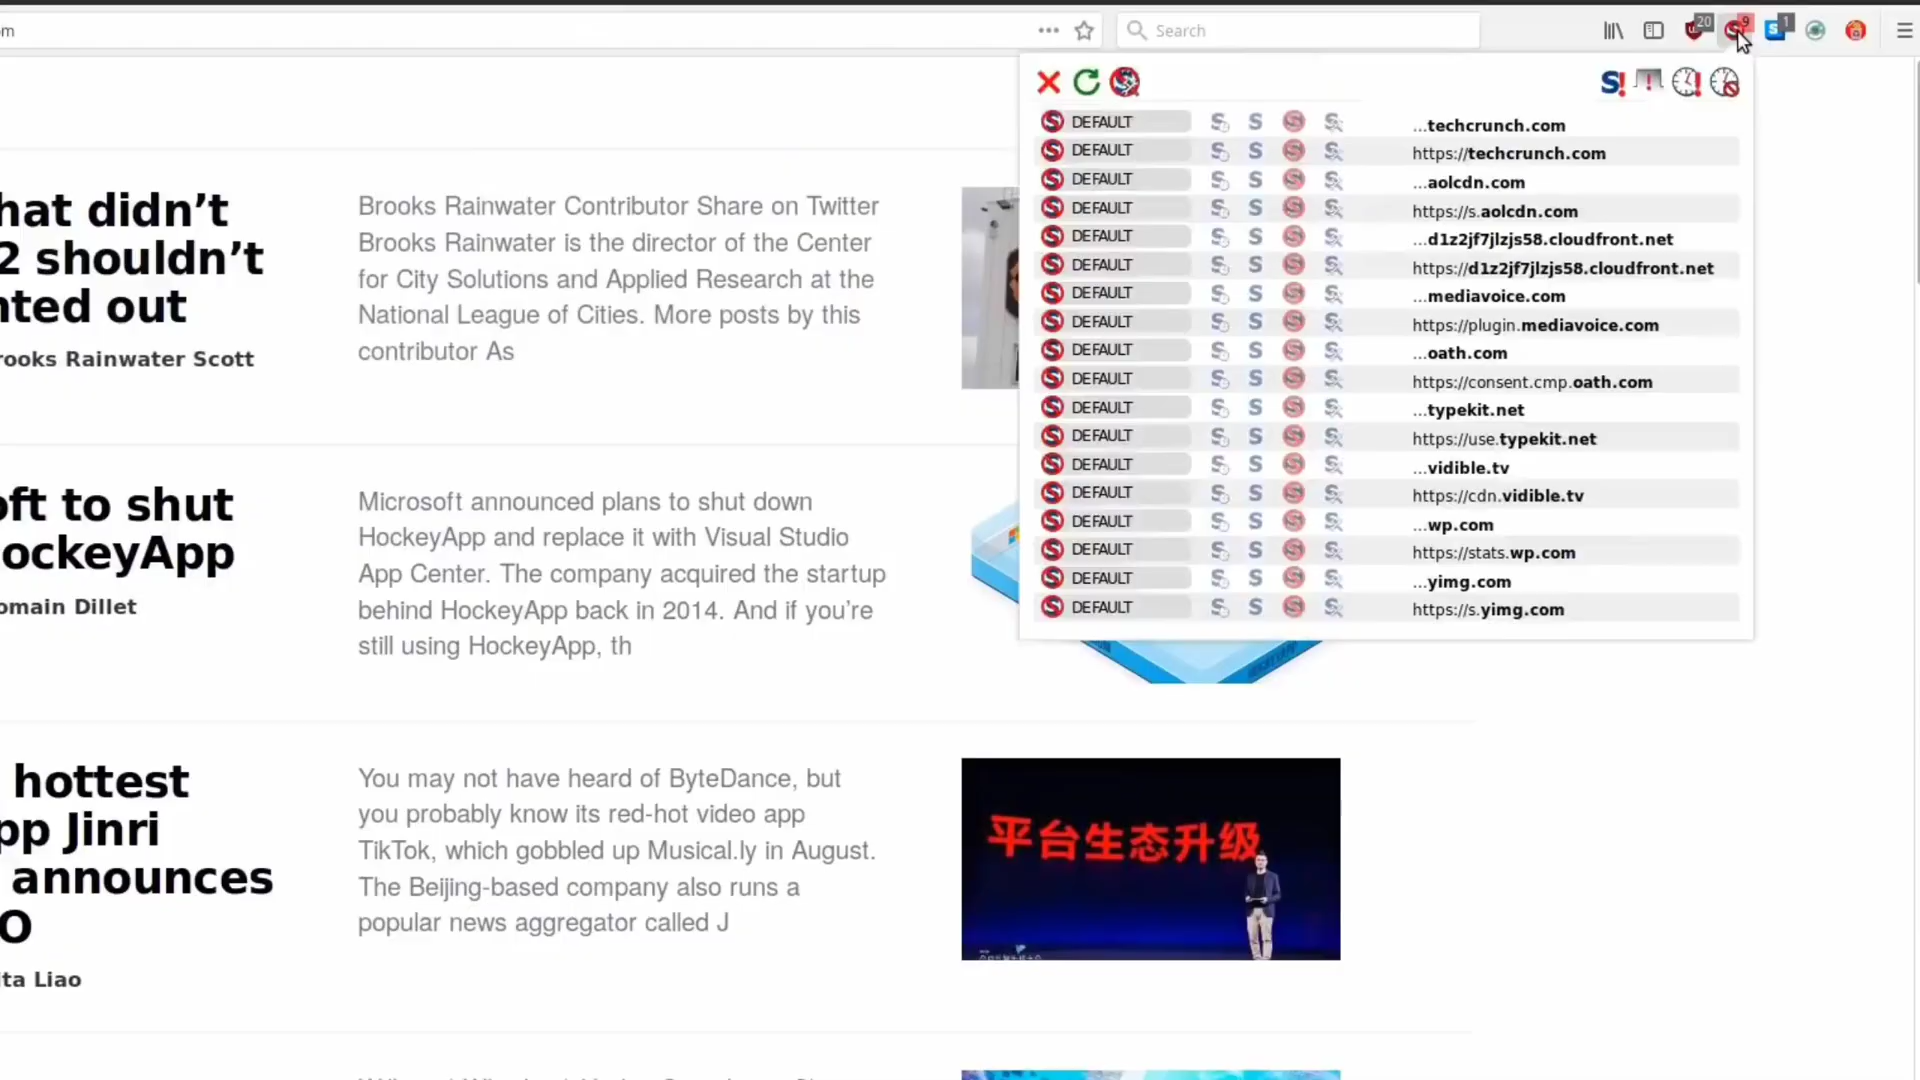 om
Search
20
9
1
DEFAULT ...techcrunch.com
DEFAULT https://techcrunch.com
DEFAULT ...aolcdn.com
DEFAULT https://s.aolcdn.com
DEFAULT ...d1z2jf7jlzjs58.cloudfront.net
DEFAULT https://d1z2jf7jlzjs58.cloudfront.net
DEFAULT ...mediavoice.com
DEFAULT https://plugin.mediavoice.com
DEFAULT ...oath.com
DEFAULT https://consent.cmp.oath.com
DEFAULT ...typekit.net
DEFAULT https://use.typekit.net
DEFAULT ...vidible.tv
DEFAULT https://cdn.vidible.tv
DEFAULT ...wp.com
DEFAULT https://stats.wp.com
DEFAULT ...yimg.com
DEFAULT https://s.yimg.com
hat didn't
2 shouldn't
nted out
rooks Rainwater Scott
Brooks Rainwater Contributor Share on Twitter
Brooks Rainwater is the director of the Center
for City Solutions and Applied Research at the
National League of Cities. More posts by this
contributor As
oft to shut
ockeyApp
omain Dillet
Microsoft announced plans to shut down
HockeyApp and replace it with Visual Studio
App Center. The company acquired the startup
behind HockeyApp back in 2014. And if you're
still using HockeyApp, th
hottest
pp Jinri
announces
O
ita Liao
You may not have heard of ByteDance, but
you probably know its red-hot video app
TikTok, which gobbled up Musical.ly in August.
The Beijing-based company also runs a
popular news aggregator called J
平台生态升级